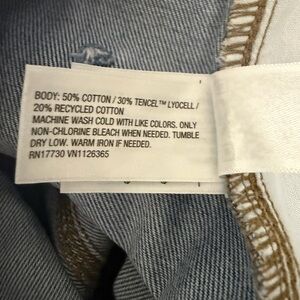 BODY: 50% COTTON / 30% TENCEL™ LYOCELL /
20% RECYCLED COTTON
MACHINE WASH COLD WITH LIKE COLORS. ONLY
NON-CHLORINE BLEACH WHEN NEEDED. TUMBLE
DRY LOW. WARM IRON IF NEEDED.
RN17730 VN1126365